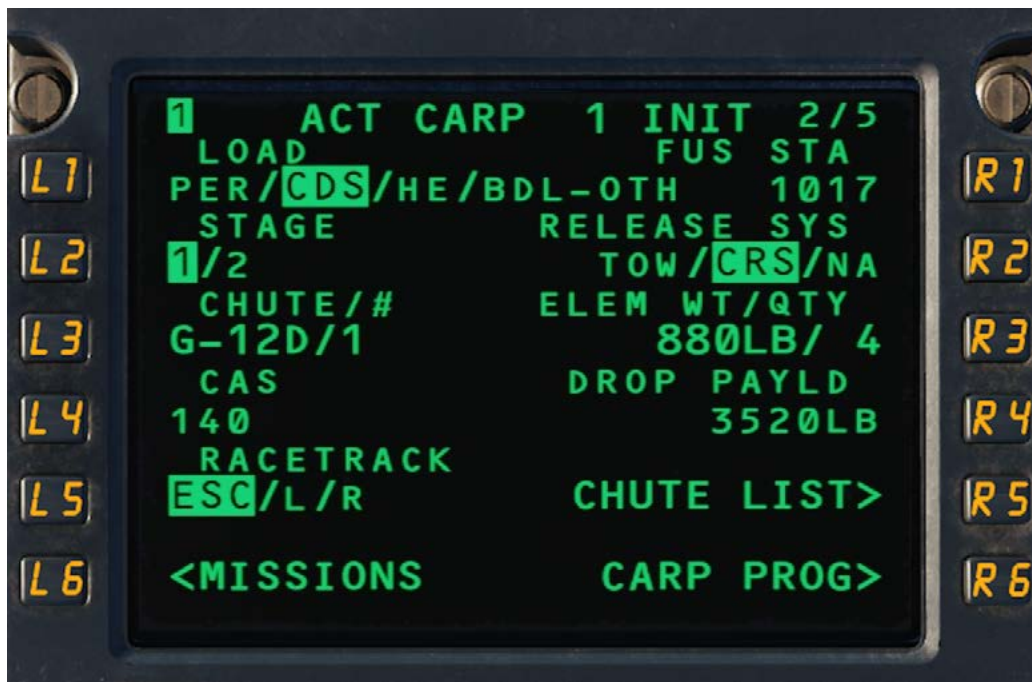 1 ACT CARP 1 INIT 2/5
LOAD FUS STA
L1 PER/CDS/HE/BDL-OTH 1017 R1
STAGE RELEASE SYS
L2 1/2 TOW/CRS/NA R2
CHUTE/# ELEM WT/QTY
L3 G-12D/1 880LB/ 4 R3
CAS DROP PAYLD
L4 140 3520LB R4
RACETRACK
L5 ESC/L/R CHUTE LIST> R5
L6 <MISSIONS CARP PROG> R6